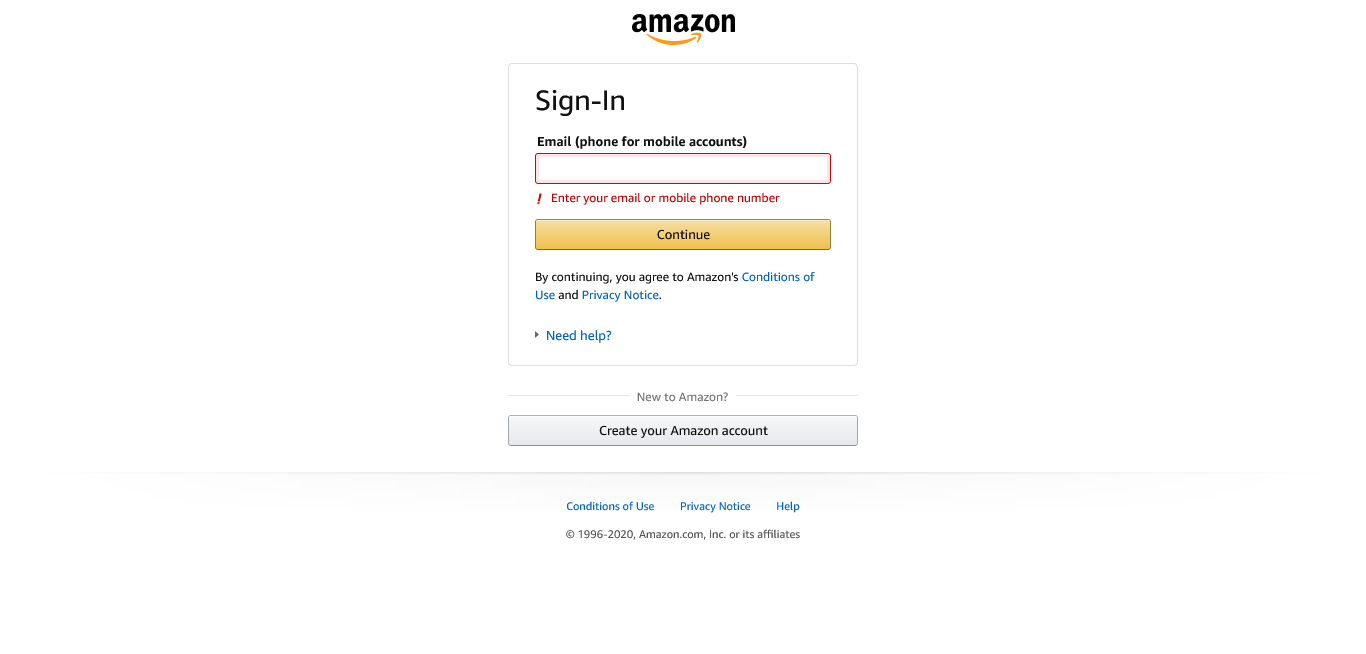 amazon
Sign-In
Email (phone for mobile accounts)
! Enter your email or mobile phone number
Continue
By continuing, you agree to Amazon's Conditions of
Use and Privacy Notice.
Need help?
New to Amazon?
Create your Amazon account
Conditions of Use Privacy Notice Help
© 1996-2020, Amazon.com, Inc. or its affiliates